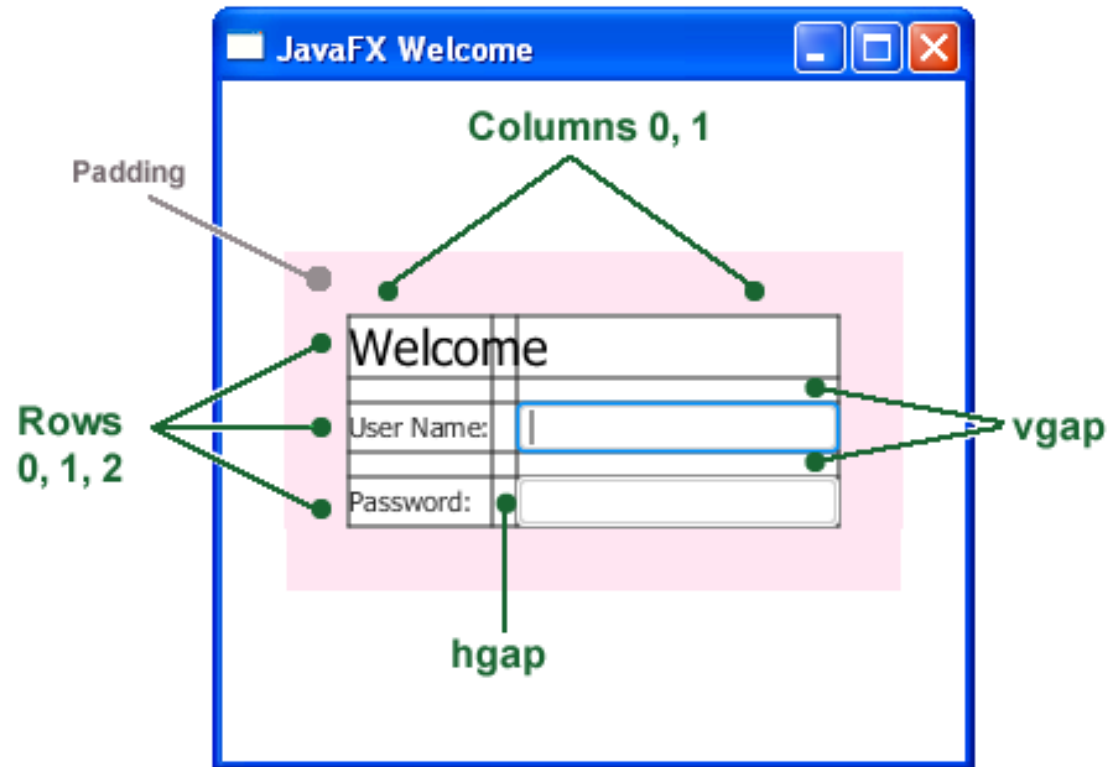 JavaFX Welcome
Columns 0, 1
Padding
Welcome
Rows
0, 1, 2
User Name:
vgap
Password:
hgap